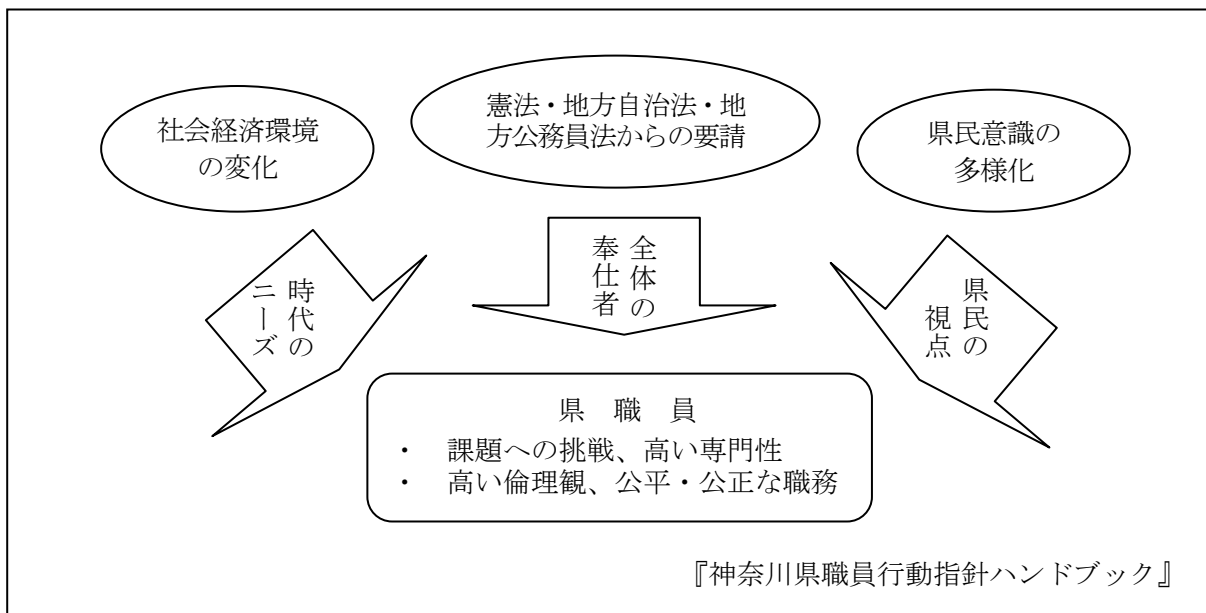 社会経済環境
の変化
憲法・地方自治法・地
方公務員法からの要請
県民意識の
多様化
時代の
ニーズ
全体の
奉仕者
県民の
視点
県　職　員
・　課題への挑戦、高い専門性
・　高い倫理観、公平・公正な職務
『神奈川県職員行動指針ハンドブック』